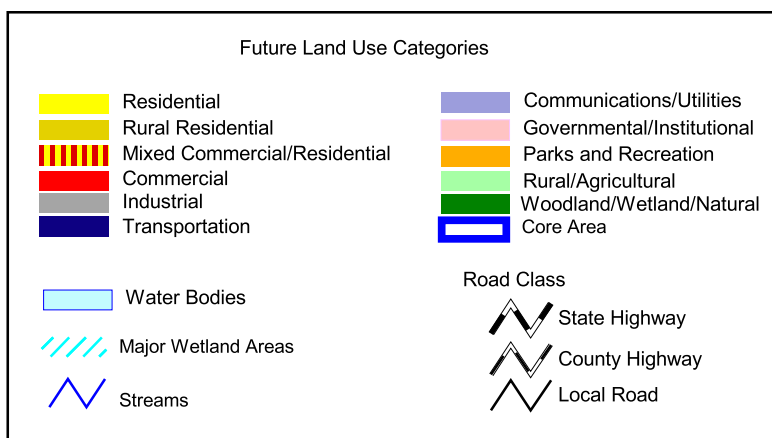 Future Land Use Categories
Residential
Rural Residential
Mixed Commercial/Residential
Commercial
Industrial
Transportation
Communications/Utilities
Governmental/Institutional
Parks and Recreation
Rural/Agricultural
Woodland/Wetland/Natural
Core Area
Water Bodies
Major Wetland Areas
Streams
Road Class
State Highway
County Highway
Local Road